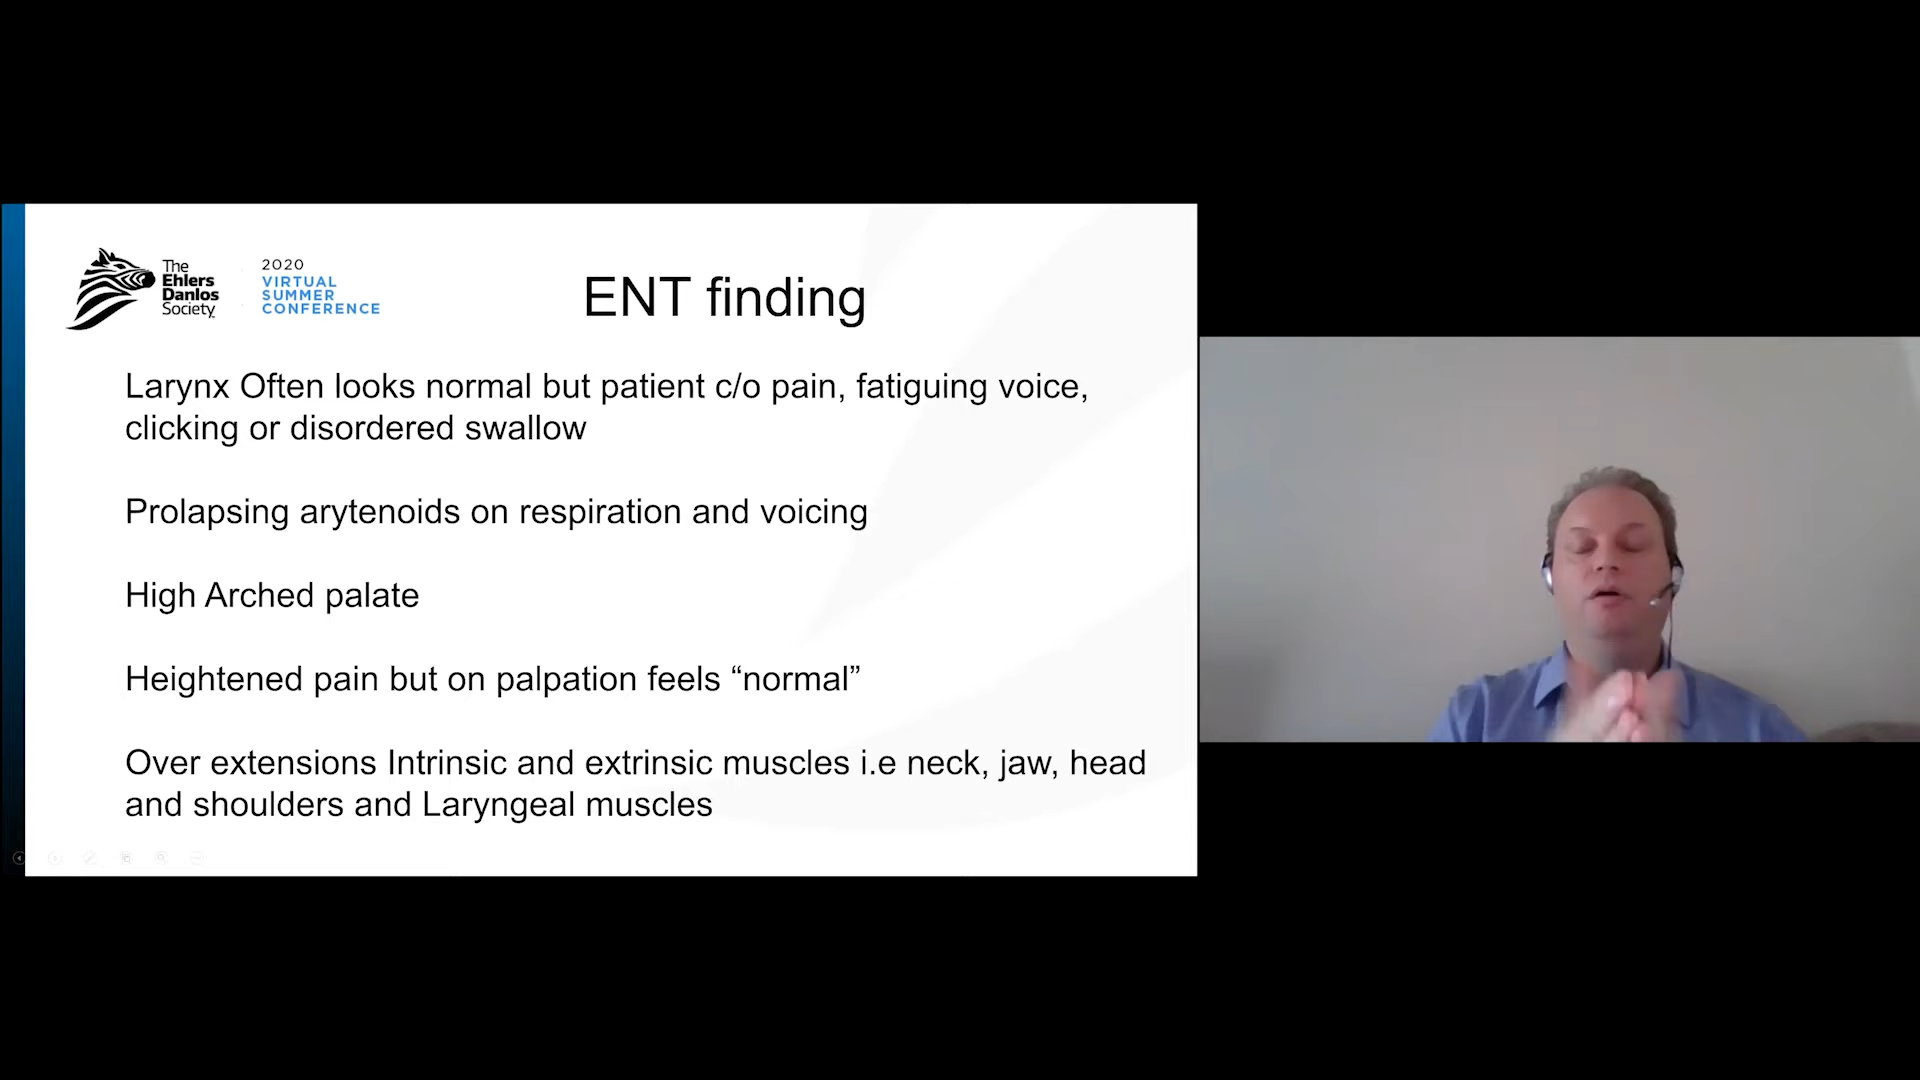 The
Ehlers
Danlos
Society
2020
VIRTUAL
SUMMER
CONFERENCE
ENT finding
Larynx Often looks normal but patient c/o pain, fatiguing voice,
clicking or disordered swallow
Prolapsing arytenoids on respiration and voicing
High Arched palate
Heightened pain but on palpation feels “normal”
Over extensions Intrinsic and extrinsic muscles i.e neck, jaw, head
and shoulders and Laryngeal muscles